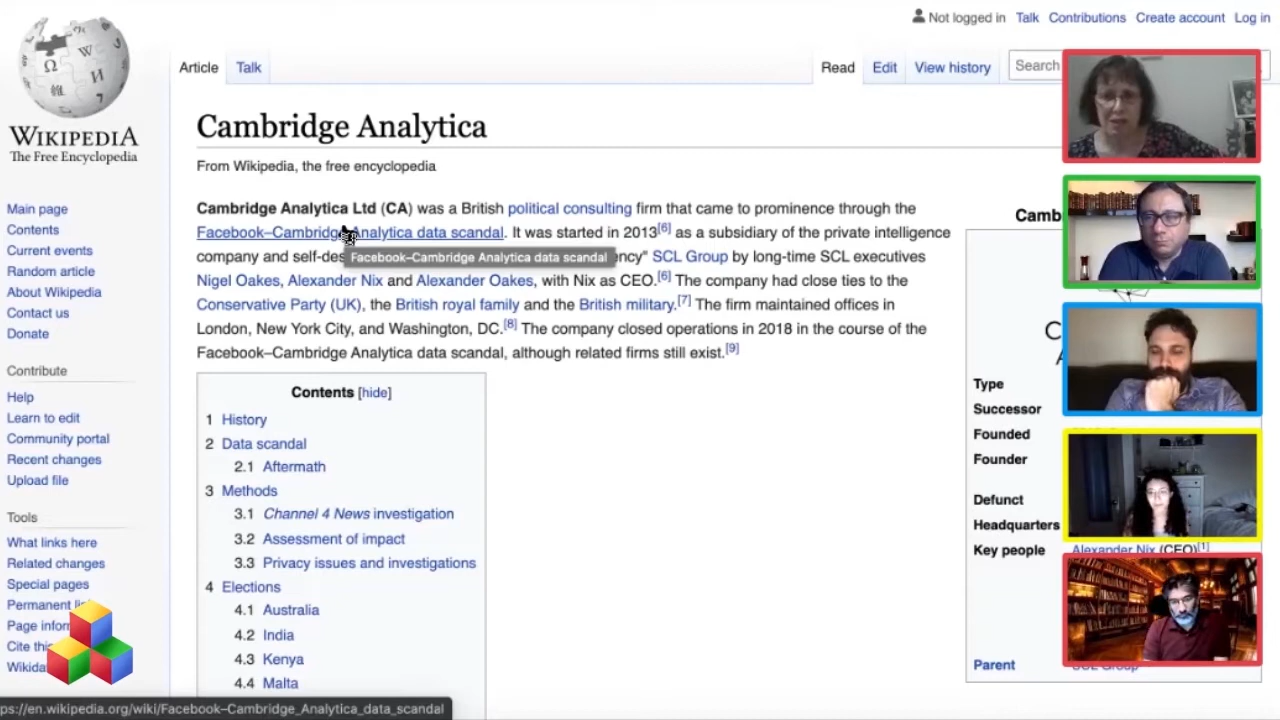 Not logged in Talk Contributions Create account Log in
Article Talk Read Edit View history Search
WIKIPEDIA
The Free Encyclopedia
Main page
Contents
Current events
Random article
About Wikipedia
Contact us
Donate
Contribute
Help
Learn to edit
Community portal
Recent changes
Upload file
Tools
What links here
Related changes
Special pages
Permanent
Page infor
Cite this
Wikida
Cambridge Analytica
From Wikipedia, the free encyclopedia
Cambridge Analytica Ltd (CA) was a British political consulting firm that came to prominence through the
Facebook–Cambridge Analytica data scandal. It was started in 2013[6] as a subsidiary of the private intelligence
company and self-des ncy" SCL Group by long-time SCL executives
Facebook–Cambridge Analytica data scandal
Nigel Oakes, Alexander Nix and Alexander Oakes, with Nix as CEO.[6] The company had close ties to the
Conservative Party (UK), the British royal family and the British military.[7] The firm maintained offices in
London, New York City, and Washington, DC.[8] The company closed operations in 2018 in the course of the
Facebook–Cambridge Analytica data scandal, although related firms still exist.[9]
Contents [hide]
1 History
2 Data scandal
2.1 Aftermath
3 Methods
3.1 Channel 4 News investigation
3.2 Assessment of impact
3.3 Privacy issues and investigations
4 Elections
4.1 Australia
4.2 India
4.3 Kenya
4.4 Malta
Camb
C
Type
Successor
Founded
Founder
Defunct
Headquarters
Key people Alexander Nix (CEO)[1]
Parent SCL Group
ps://en.wikipedia.org/wiki/Facebook–Cambridge_Analytica_data_scandal